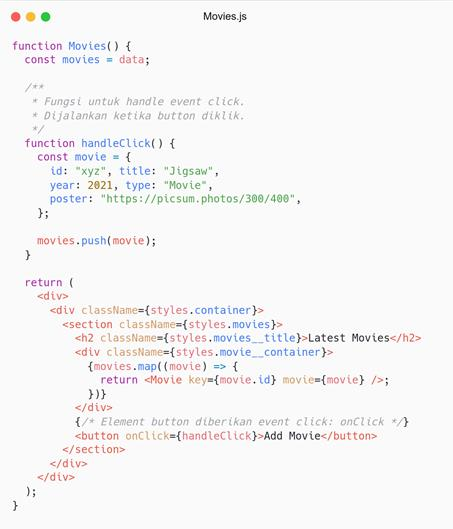 Movies.js
function Movies() {
  const movies = data;

  /**
   * Fungsi untuk handle event click.
   * Dijalankan ketika button diklik.
   */
  function handleClick() {
    const movie = {
      id: "xyz", title: "Jigsaw",
      year: 2021, type: "Movie",
      poster: "https://picsum.photos/300/400",
    };

    movies.push(movie);
  }

  return (
    <div>
      <div className={styles.container}>
        <section className={styles.movies}>
          <h2 className={styles.movies__title}>Latest Movies</h2>
          <div className={styles.movie__container}>
            {movies.map((movie) => {
              return <Movie key={movie.id} movie={movie} />;
            })}
          </div>
          {/* Element button diberikan event click: onClick */}
          <button onClick={handleClick}>Add Movie</button>
        </section>
      </div>
    </div>
  );
}